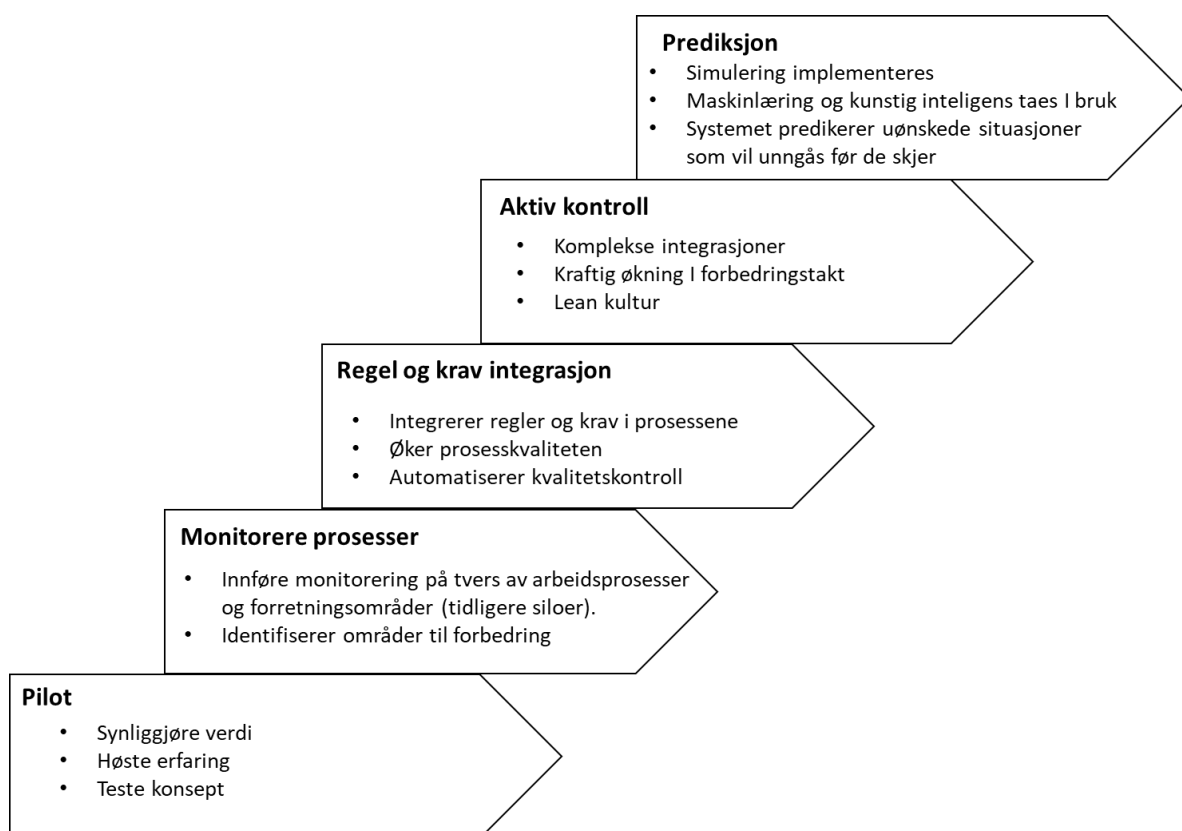 Prediksjon
• Simulering implementeres
• Maskinlæring og kunstig inteligens taes I bruk
• Systemet predikerer uønskede situasjoner
som vil unngås før de skjer
Aktiv kontroll
• Komplekse integrasjoner
• Kraftig økning I forbedringstakt
• Lean kultur
Regel og krav integrasjon
• Integrerer regler og krav i prosessene
• Øker prosesskvaliteten
• Automatiserer kvalitetskontroll
Monitorere prosesser
• Innføre monitorering på tvers av arbeidsprosesser
og forretningsområder (tidligere siloer).
• Identifiserer områder til forbedring
Pilot
• Synliggjøre verdi
• Høste erfaring
• Teste konsept